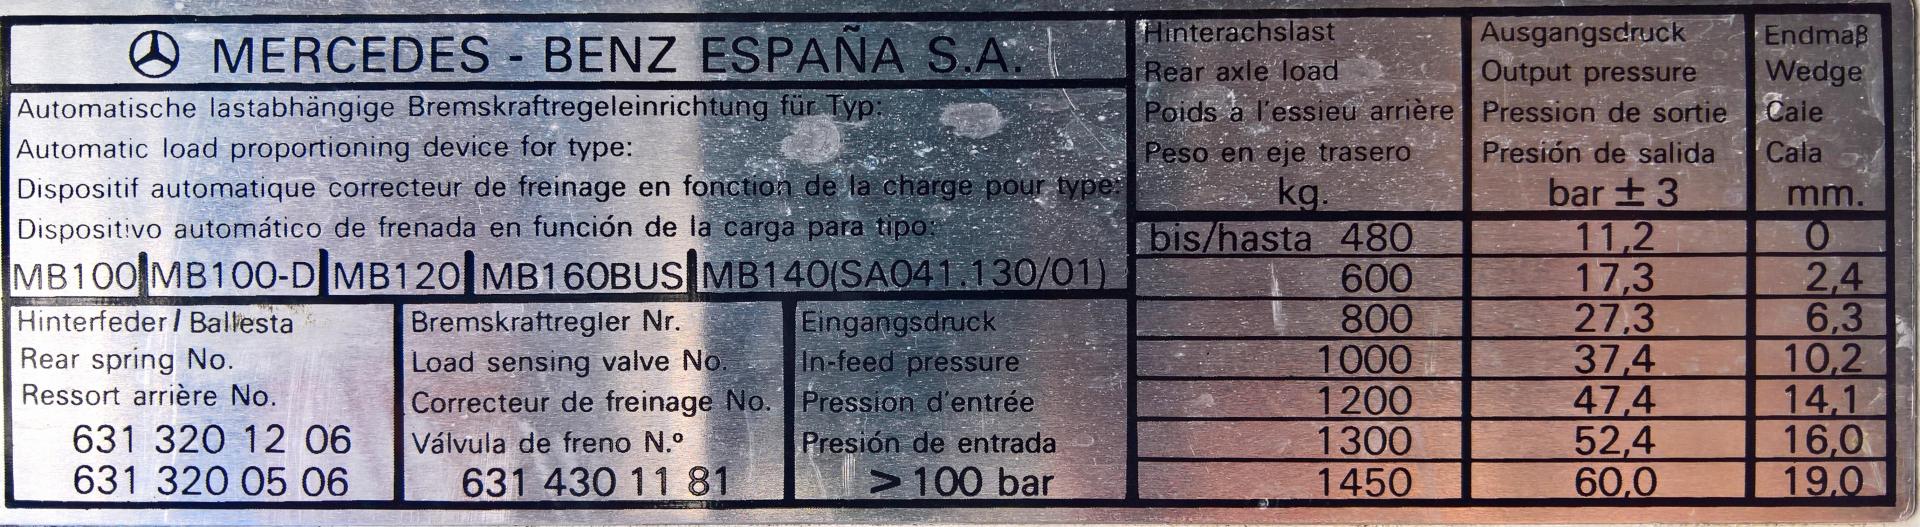 MERCEDES - BENZ ESPAÑA S.A.
Automatische lastabhängige Bremskraftregeleinrichtung für Typ:
Automatic load proportioning device for type:
Dispositif automatique correcteur de freinage en fonction de la charge pour type:
Dispositivo automático de frenada en función de la carga para tipo:
MB100 MB100-D MB120 MB160BUS MB140(SA041.130/01)
Hinterfeder/ Ballesta
Rear spring No.
Ressort arrière No.
631 320 12 06
631 320 05 06
Bremskraftregler Nr.
Load sensing valve No.
Correcteur de freinage No.
Válvula de freno N.º
631 430 11 81
Eingangsdruck
In-feed pressure
Pression d'entrée
Presión de entrada
> 100 bar
Hinterachslast Ausgangsdruck Endmaß
Rear axle load Output pressure Wedge
Poids a l'essieu arrière Pression de sortie Cale
Peso en eje trasero Presión de salida Cala
kg. bar ± 3 mm.
bis/hasta 480 11,2 0
600 17,3 2,4
800 27,3 6,3
1000 37,4 10,2
1200 47,4 14,1
1300 52,4 16,0
1450 60,0 19,0